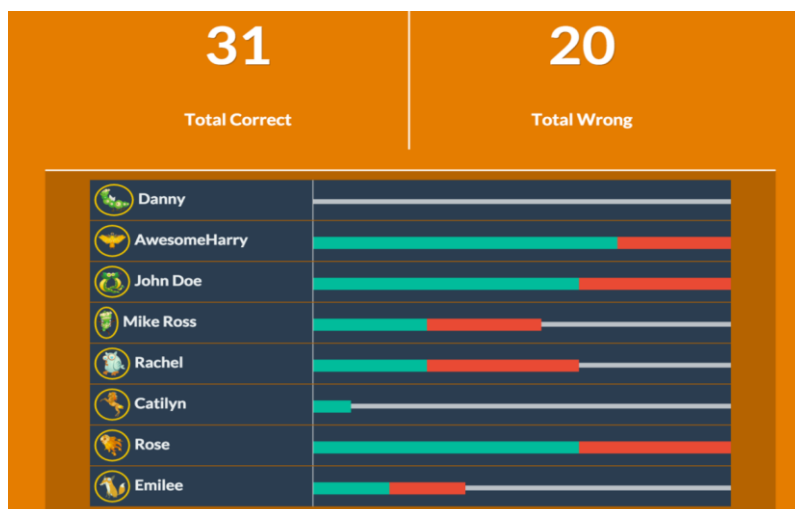 31
20
Total Correct
Total Wrong
Danny
AwesomeHarry
John Doe
Mike Ross
Rachel
Catilyn
Rose
Emilee